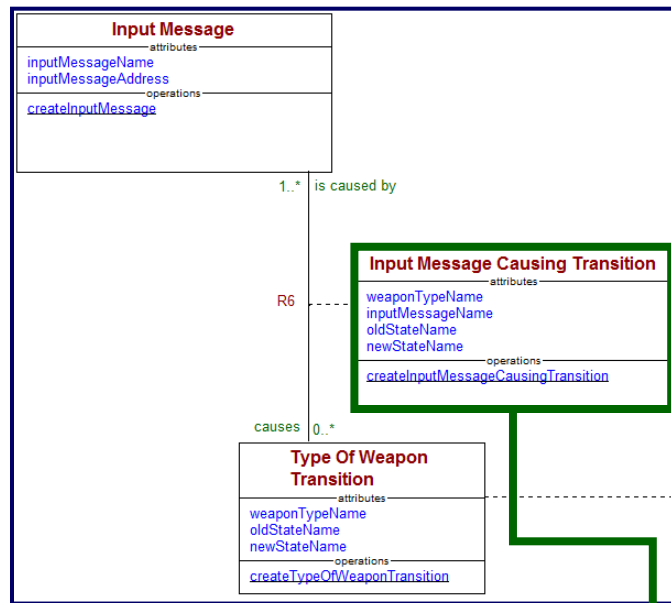 Input Message
attributes
inputMessageName
inputMessageAddress
operations
createInputMessage
1..* is caused by
Input Message Causing Transition
attributes
weaponTypeName
inputMessageName
oldStateName
newStateName
operations
createInputMessageCausingTransition
R6
causes 0..*
Type Of Weapon
Transition
attributes
weaponTypeName
oldStateName
newStateName
operations
createTypeOfWeaponTransition